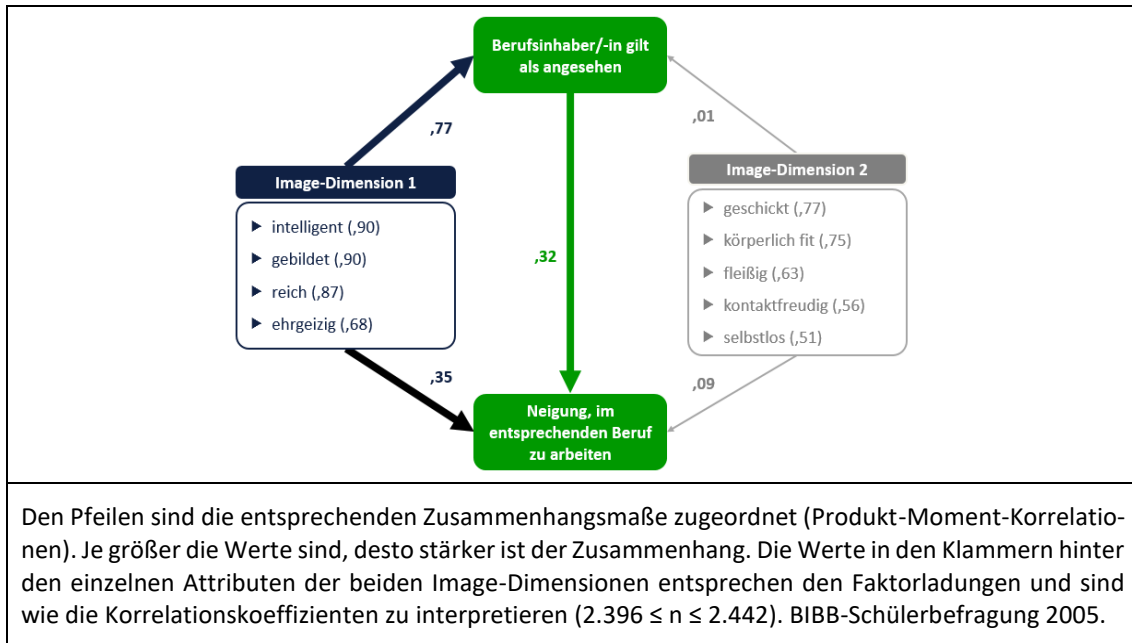 Berufsinhaber/-in gilt
als angesehen
,77
,01
Image-Dimension 1
intelligent (,90)
gebildet (,90)
reich (,87)
ehrgeizig (,68)
,32
Image-Dimension 2
geschickt (,77)
körperlich fit (,75)
fleißig (,63)
kontaktfreudig (,56)
selbstlos (,51)
,35
,09
Neigung, im
entsprechenden Beruf
zu arbeiten
Den Pfeilen sind die entsprechenden Zusammenhangsmaße zugeordnet (Produkt-Moment-Korrelatio-
nen). Je größer die Werte sind, desto stärker ist der Zusammenhang. Die Werte in den Klammern hinter
den einzelnen Attributen der beiden Image-Dimensionen entsprechen den Faktorladungen und sind
wie die Korrelationskoeffizienten zu interpretieren (2.396 ≤ n ≤ 2.442). BIBB-Schülerbefragung 2005.